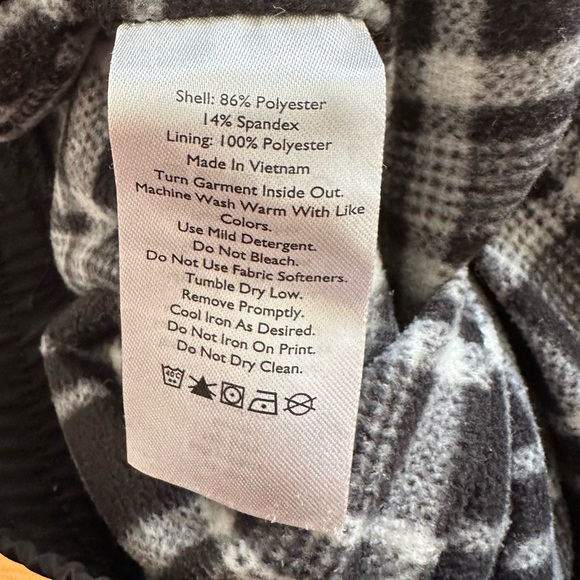 Shell: 86% Polyester
14% Spandex
Lining: 100% Polyester
Made In Vietnam
Turn Garment Inside Out.
Machine Wash Warm With Like
Colors.
Use Mild Detergent.
Do Not Bleach.
Do Not Use Fabric Softeners.
Tumble Dry Low.
Remove Promptly.
Cool Iron As Desired.
Do Not Iron On Print.
Do Not Dry Clean.
40C